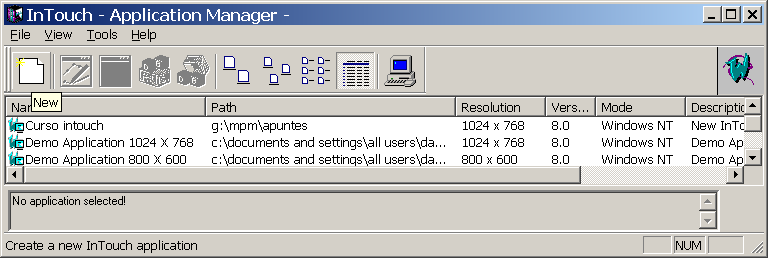 InTouch - Application Manager -
File View Tools Help
New
Na Path Resolution Vers... Mode Descriptio
Curso intouch g:\mpm\apuntes 1024 x 768 8.0 Windows NT New InTo
Demo Application 1024 X 768 c:\documents and settings\all users\da... 1024 x 768 8.0 Windows NT Demo Ap
Demo Application 800 X 600 c:\documents and settings\all users\da... 800 x 600 8.0 Windows NT Demo Ap
No application selected!
Create a new InTouch application NUM